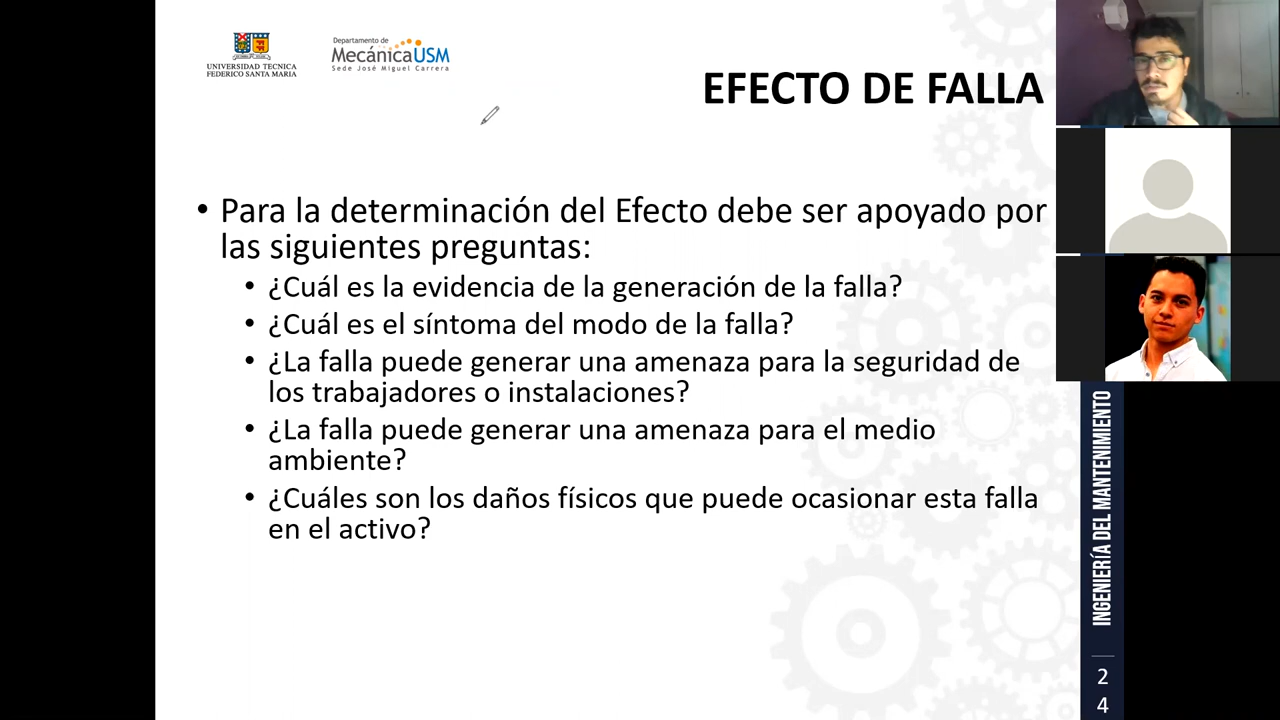 UNIVERSIDAD TECNICA
FEDERICO SANTA MARIA
Departamento de
MecánicaUSM
Sede José Miguel Carrera
EFECTO DE FALLA
• Para la determinación del Efecto debe ser apoyado por
las siguientes preguntas:
• ¿Cuál es la evidencia de la generación de la falla?
• ¿Cuál es el síntoma del modo de la falla?
• ¿La falla puede generar una amenaza para la seguridad de
los trabajadores o instalaciones?
• ¿La falla puede generar una amenaza para el medio
ambiente?
• ¿Cuáles son los daños físicos que puede ocasionar esta falla
en el activo?
INGENIERÍA DEL MANTENIMIENTO
2
4